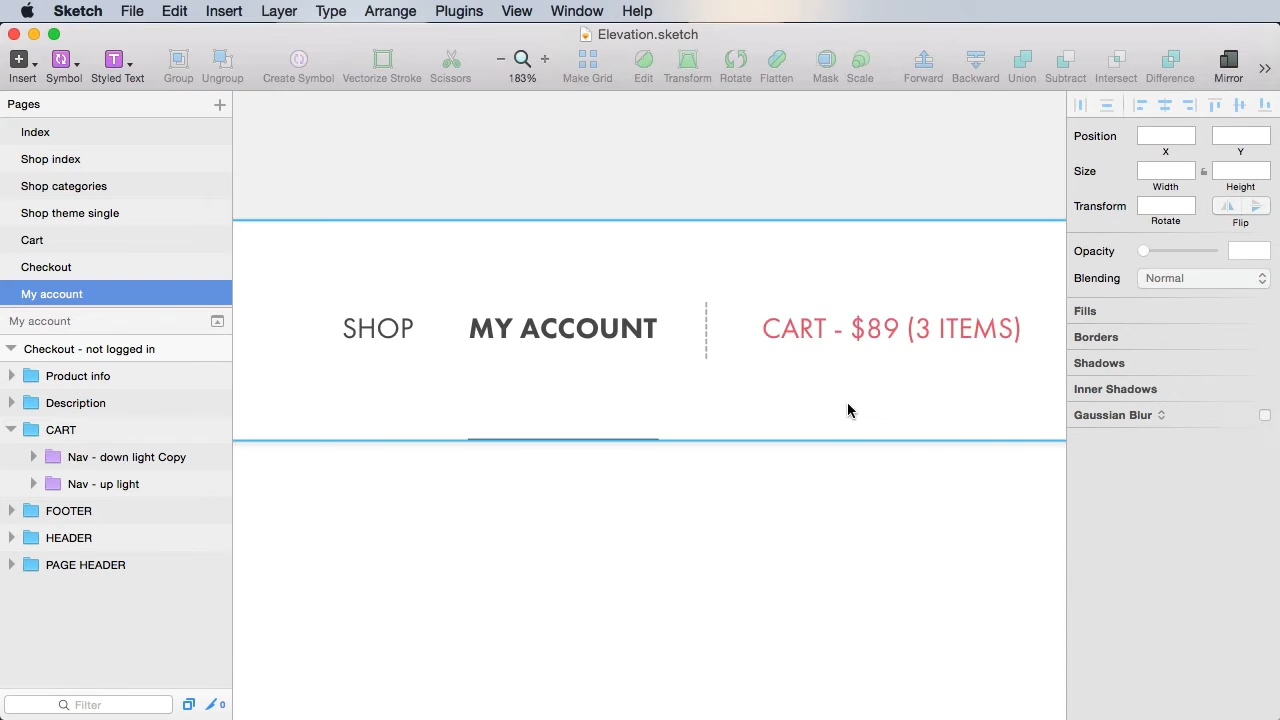 Sketch File Edit Insert Layer Type Arrange Plugins View Window Help
Elevation.sketch
Insert Symbol Styled Text Group Ungroup Create Symbol Vectorize Stroke Scissors 183% Make Grid Edit Transform Rotate Flatten Mask Scale Forward Backward Union Subtract Intersect Difference Mirror
Pages
Index
Shop index
Shop categories
Shop theme single
Cart
Checkout
My account
My account
Checkout - not logged in
Product info
Description
CART
Nav - down light Copy
Nav - up light
FOOTER
HEADER
PAGE HEADER
Filter
0
SHOP MY ACCOUNT CART - $89 (3 ITEMS)
Position
X Y
Size
Width Height
Transform
Rotate Flip
Opacity
Blending Normal
Fills
Borders
Shadows
Inner Shadows
Gaussian Blur